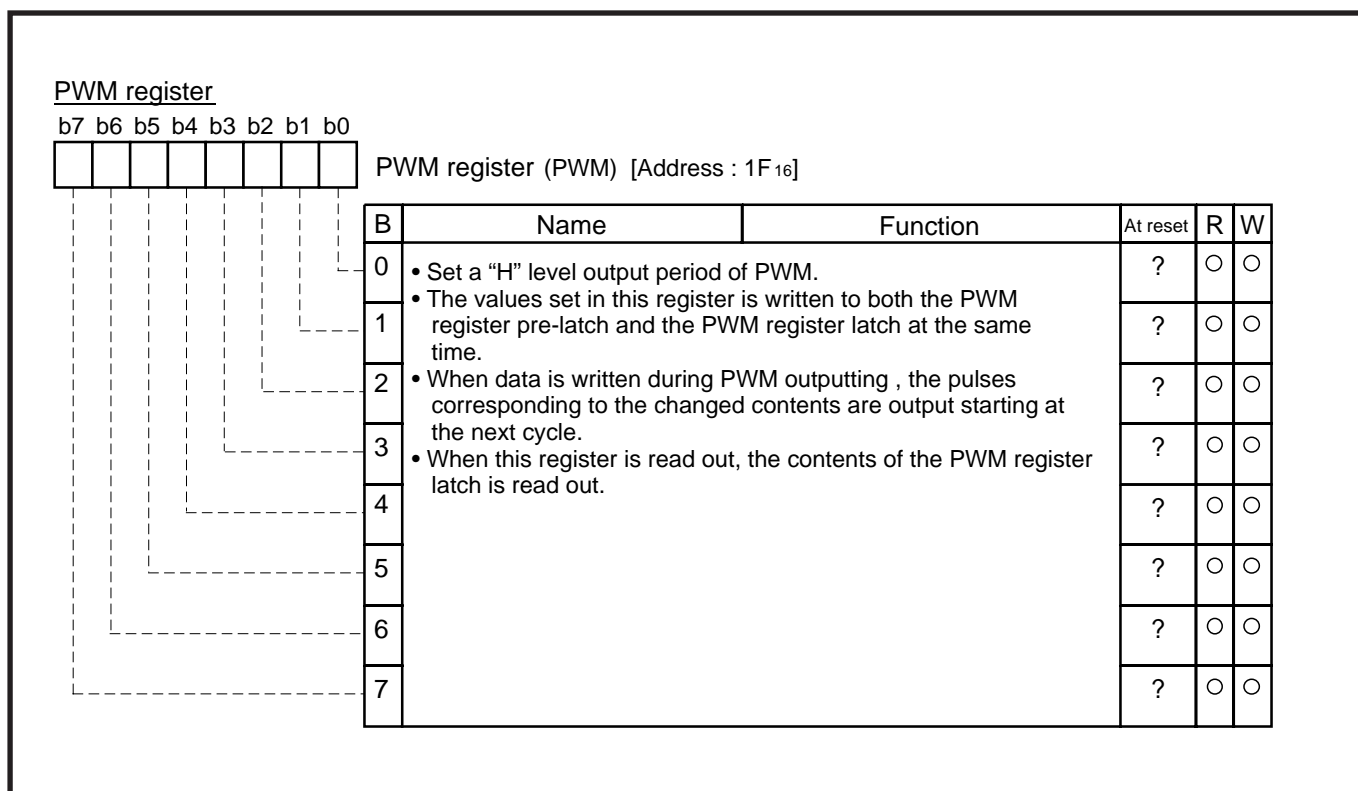 PWM register
b7 b6 b5 b4 b3 b2 b1 b0
PWM register (PWM) [Address : 1F16]
B Name Function At reset R W
0 ? ○ ○
• Set a “H” level output period of PWM.
• The values set in this register is written to both the PWM
1 register pre-latch and the PWM register latch at the same ? ○ ○
time.
2 • When data is written during PWM outputting , the pulses ? ○ ○
corresponding to the changed contents are output starting at
the next cycle.
3 ? ○ ○
• When this register is read out, the contents of the PWM register
latch is read out.
4 ? ○ ○
5 ? ○ ○
6 ? ○ ○
7 ? ○ ○